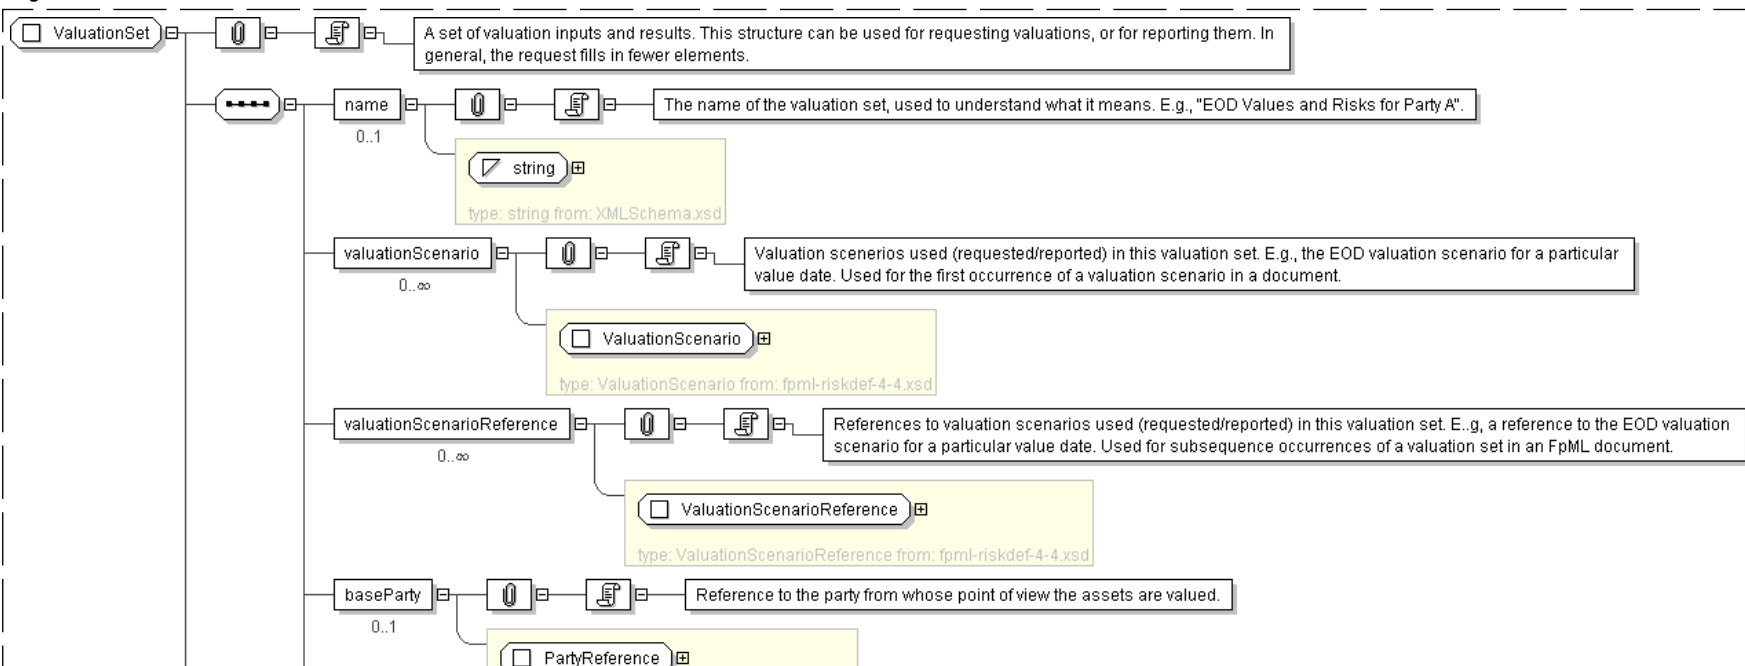 ValuationSet
A set of valuation inputs and results. This structure can be used for requesting valuations, or for reporting them. In
general, the request fills in fewer elements.
name
The name of the valuation set, used to understand what it means. E.g., "EOD Values and Risks for Party A".
0..1
string
type: string from: XMLSchema.xsd
valuationScenario
Valuation scenerios used (requested/reported) in this valuation set. E.g., the EOD valuation scenario for a particular
value date. Used for the first occurrence of a valuation scenario in a document.
0..∞
ValuationScenario
type: ValuationScenario from: fpml-riskdef-4-4.xsd
valuationScenarioReference
References to valuation scenarios used (requested/reported) in this valuation set. E..g, a reference to the EOD valuation
scenario for a particular value date. Used for subsequence occurrences of a valuation set in an FpML document.
0..∞
ValuationScenarioReference
type: ValuationScenarioReference from: fpml-riskdef-4-4.xsd
baseParty
Reference to the party from whose point of view the assets are valued.
0..1
PartyReference